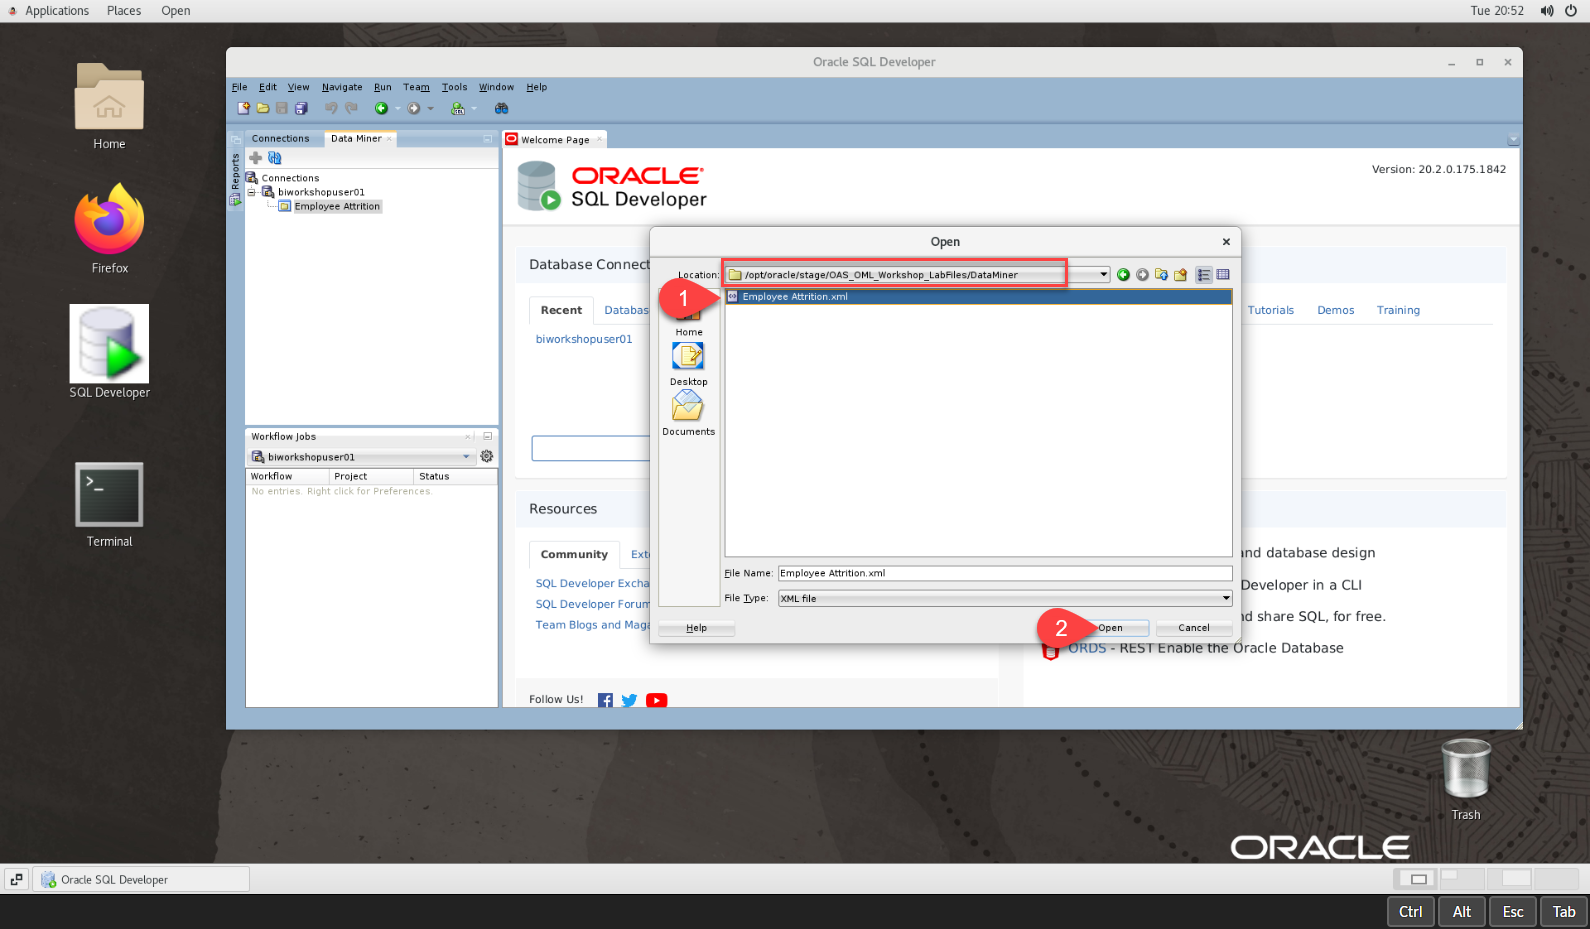 Applications Places Open Tue 20:52
Oracle SQL Developer
File Edit View Navigate Run Team Tools Window Help
Home
Firefox
SQL Developer
Terminal
Reports
Connections Data Miner
Connections
biworkshopuser01
Employee Attrition
Workflow Jobs
biworkshopuser01
Workflow Project Status
No entries. Right click for Preferences.
Welcome Page
ORACLE
SQL Developer
Version: 20.2.0.175.1842
Database Connect
Recent Databas
biworkshopuser01
Tutorials Demos Training
Resources
Community Exte
SQL Developer Excha
SQL Developer Forum
Team Blogs and Maga
Follow Us!
and database design
Developer in a CLI
nd share SQL, for free.
ORDS - REST Enable the Oracle Database
Open
Location: /opt/oracle/stage/OAS_OML_Workshop_LabFiles/DataMiner
1 Employee Attrition.xml
Home
Desktop
Documents
File Name: Employee Attrition.xml
File Type: XML file
Help 2 Open Cancel
Trash
ORACLE
Oracle SQL Developer
Ctrl Alt Esc Tab